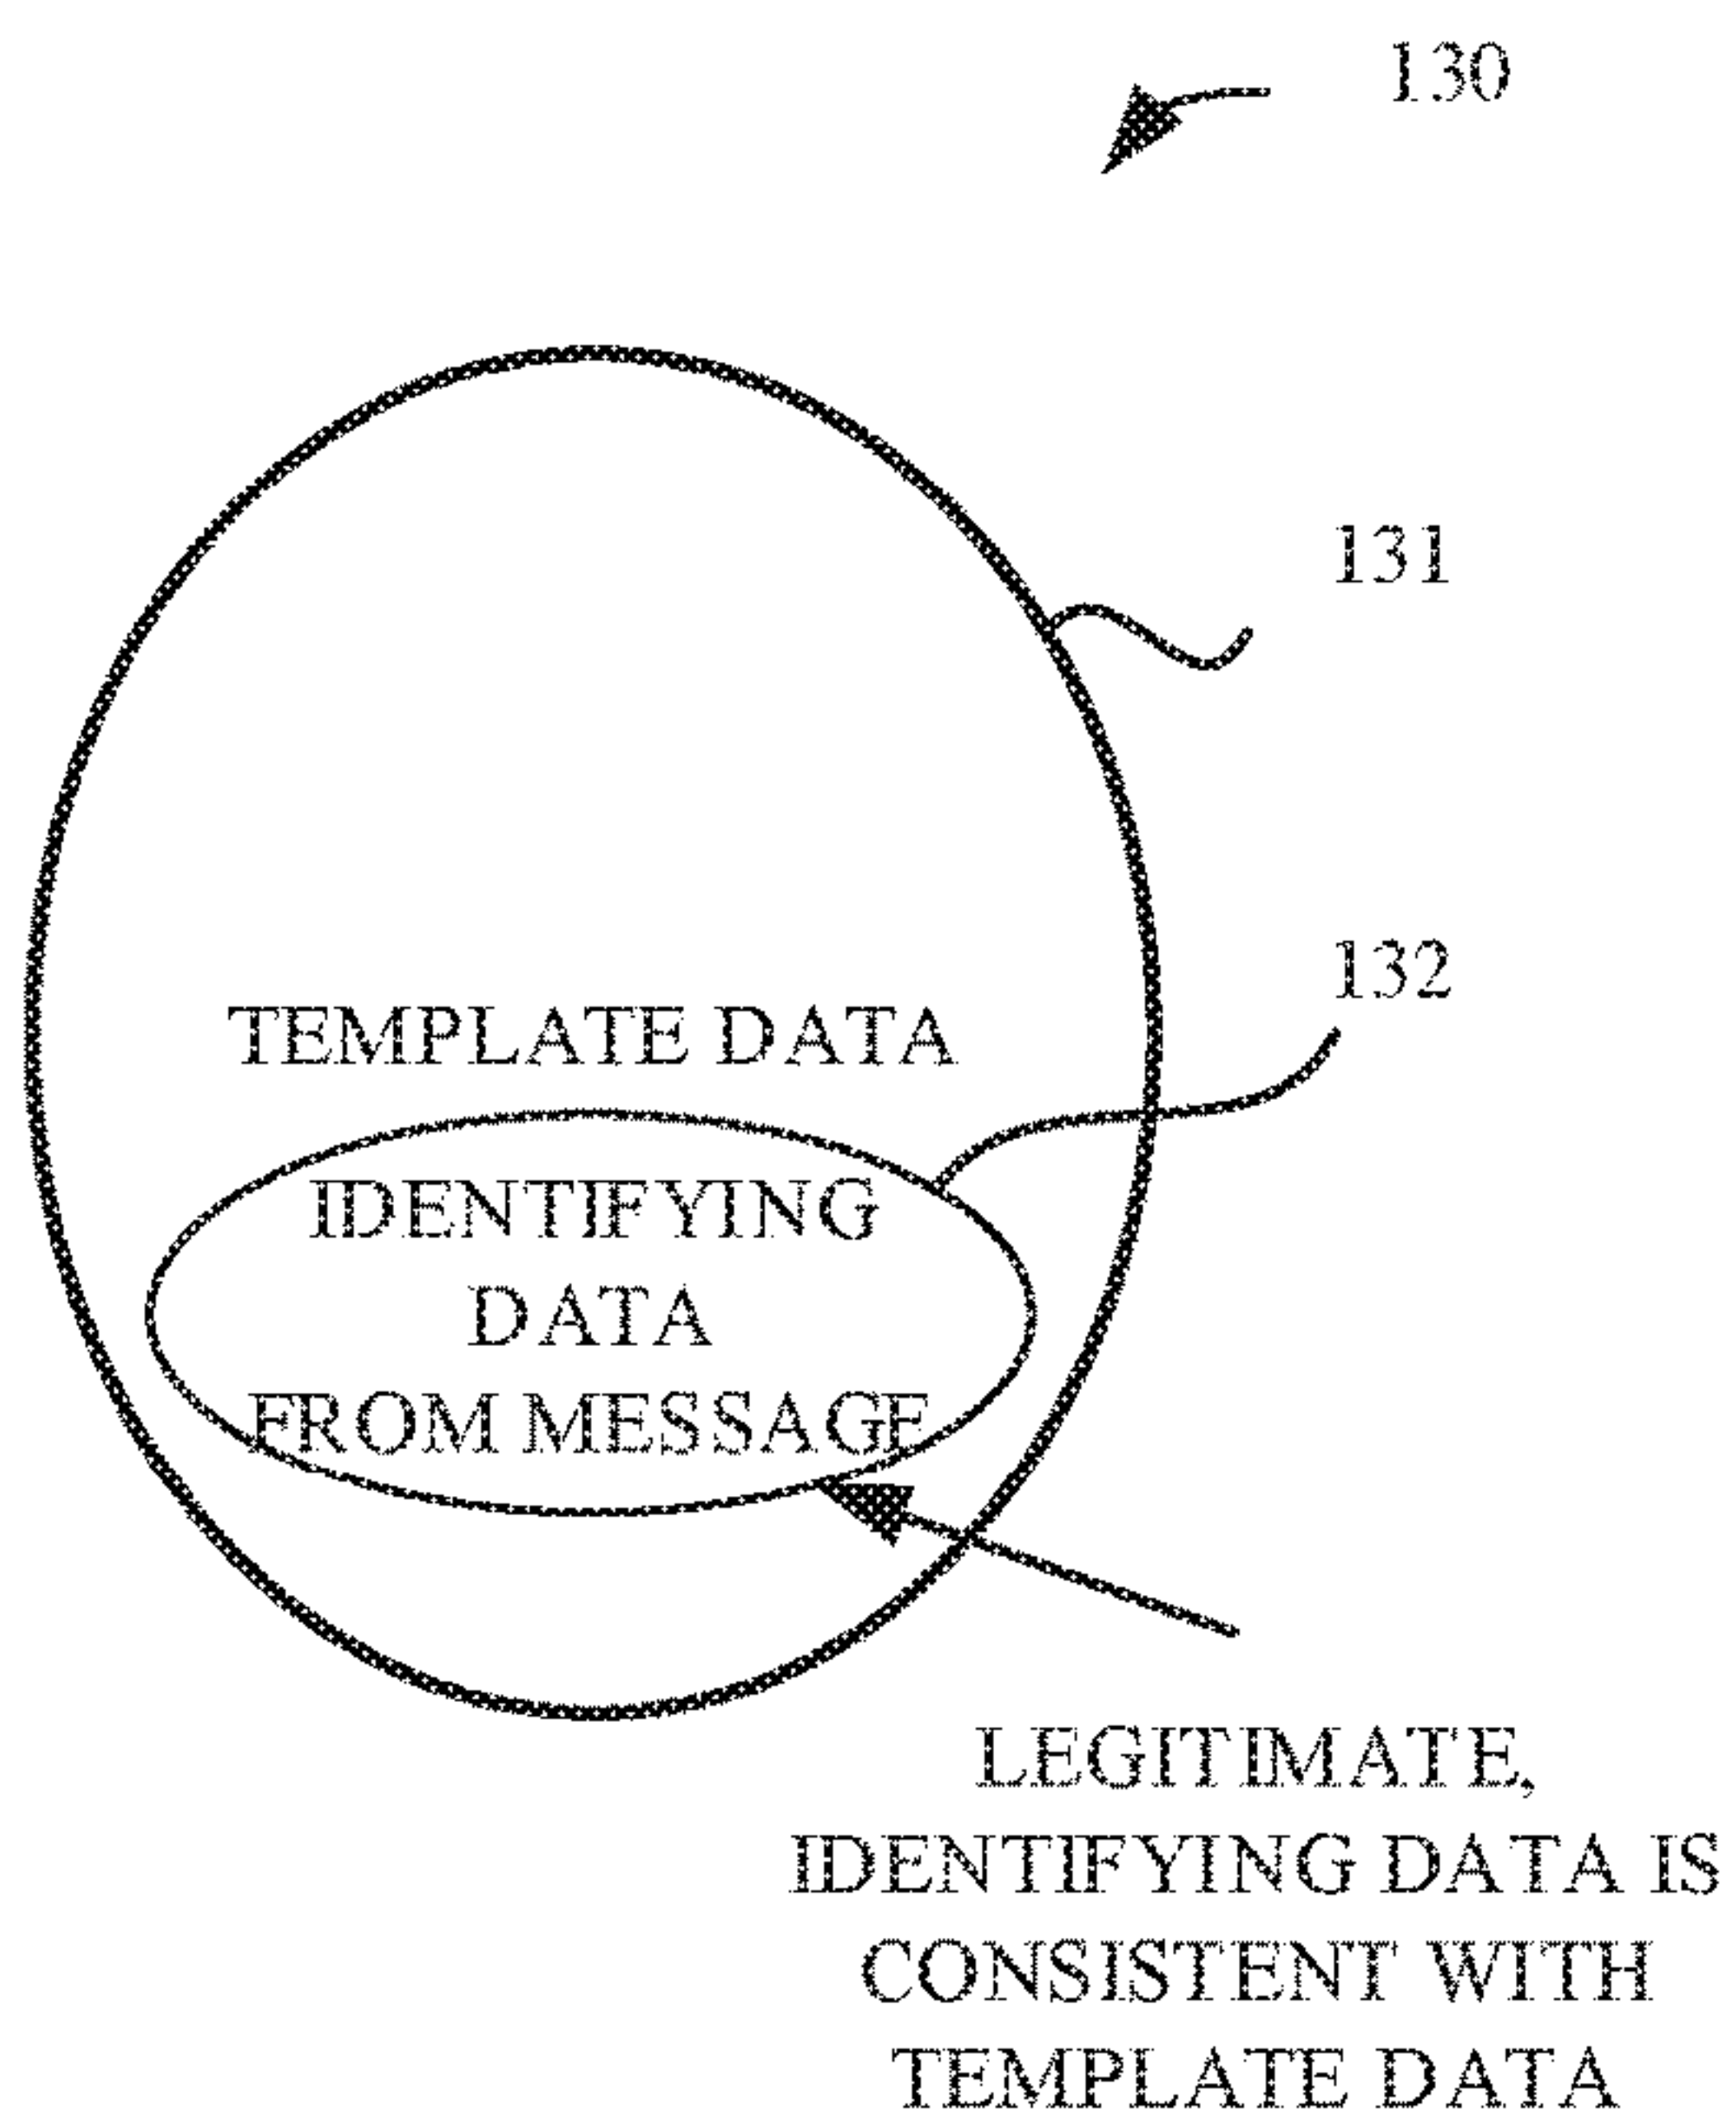 130
131
132
TEMPLATE DATA
IDENTIFYING
DATA
FROM MESSAGE
LEGITIMATE,
IDENTIFYING DATA IS
CONSISTENT WITH
TEMPLATE DATA